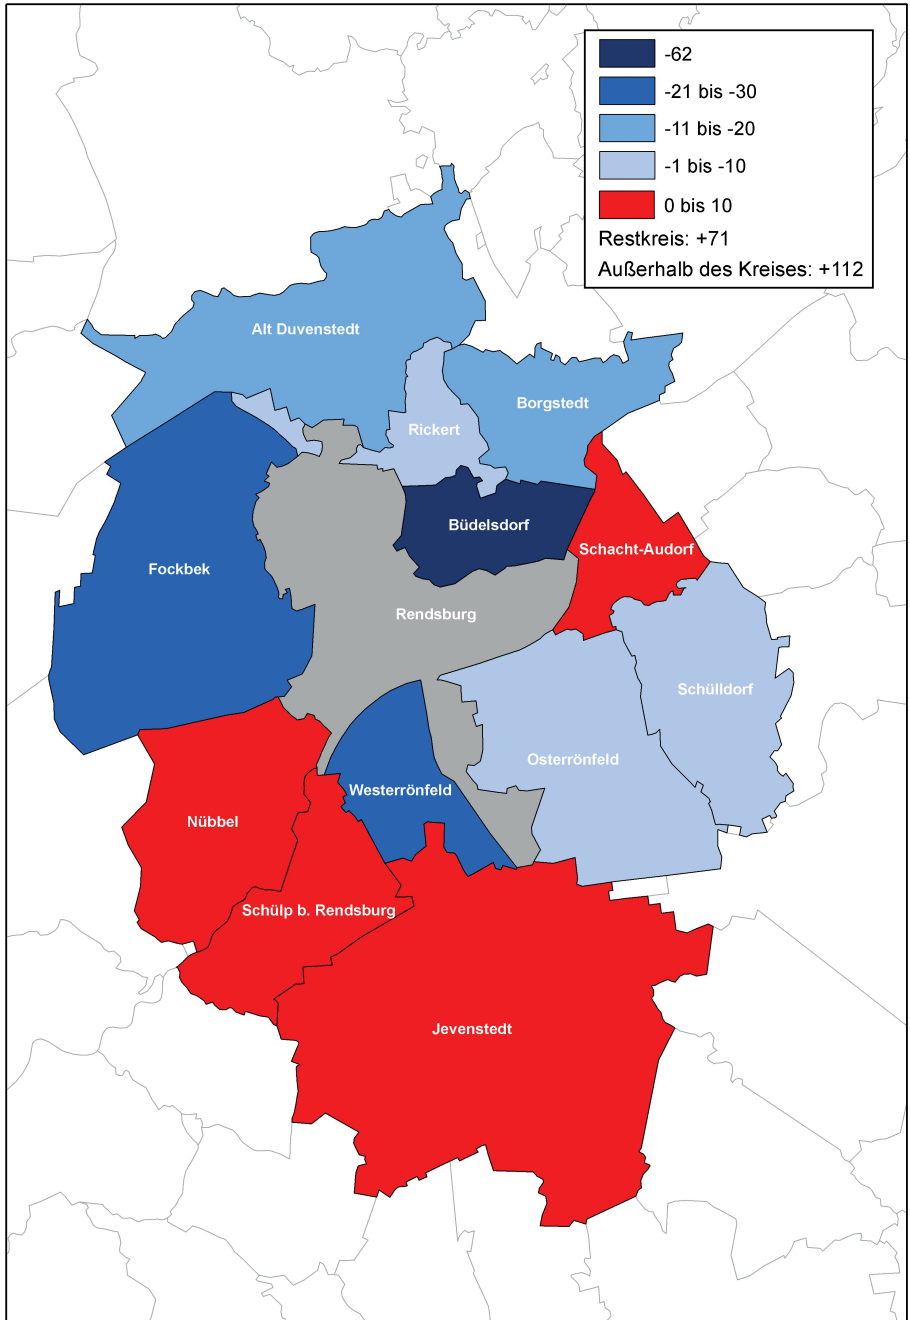 -62
-21 bis -30
-11 bis -20
-1 bis -10
0 bis 10
Restkreis: +71
Außerhalb des Kreises: +112
Alt Duvenstedt
Borgstedt
Rickert
Büdelsdorf
Schacht-Audorf
Fockbek
Rendsburg
Schülldorf
Osterrönfeld
Westerrönfeld
Nübbel
Schülp b. Rendsburg
Jevenstedt